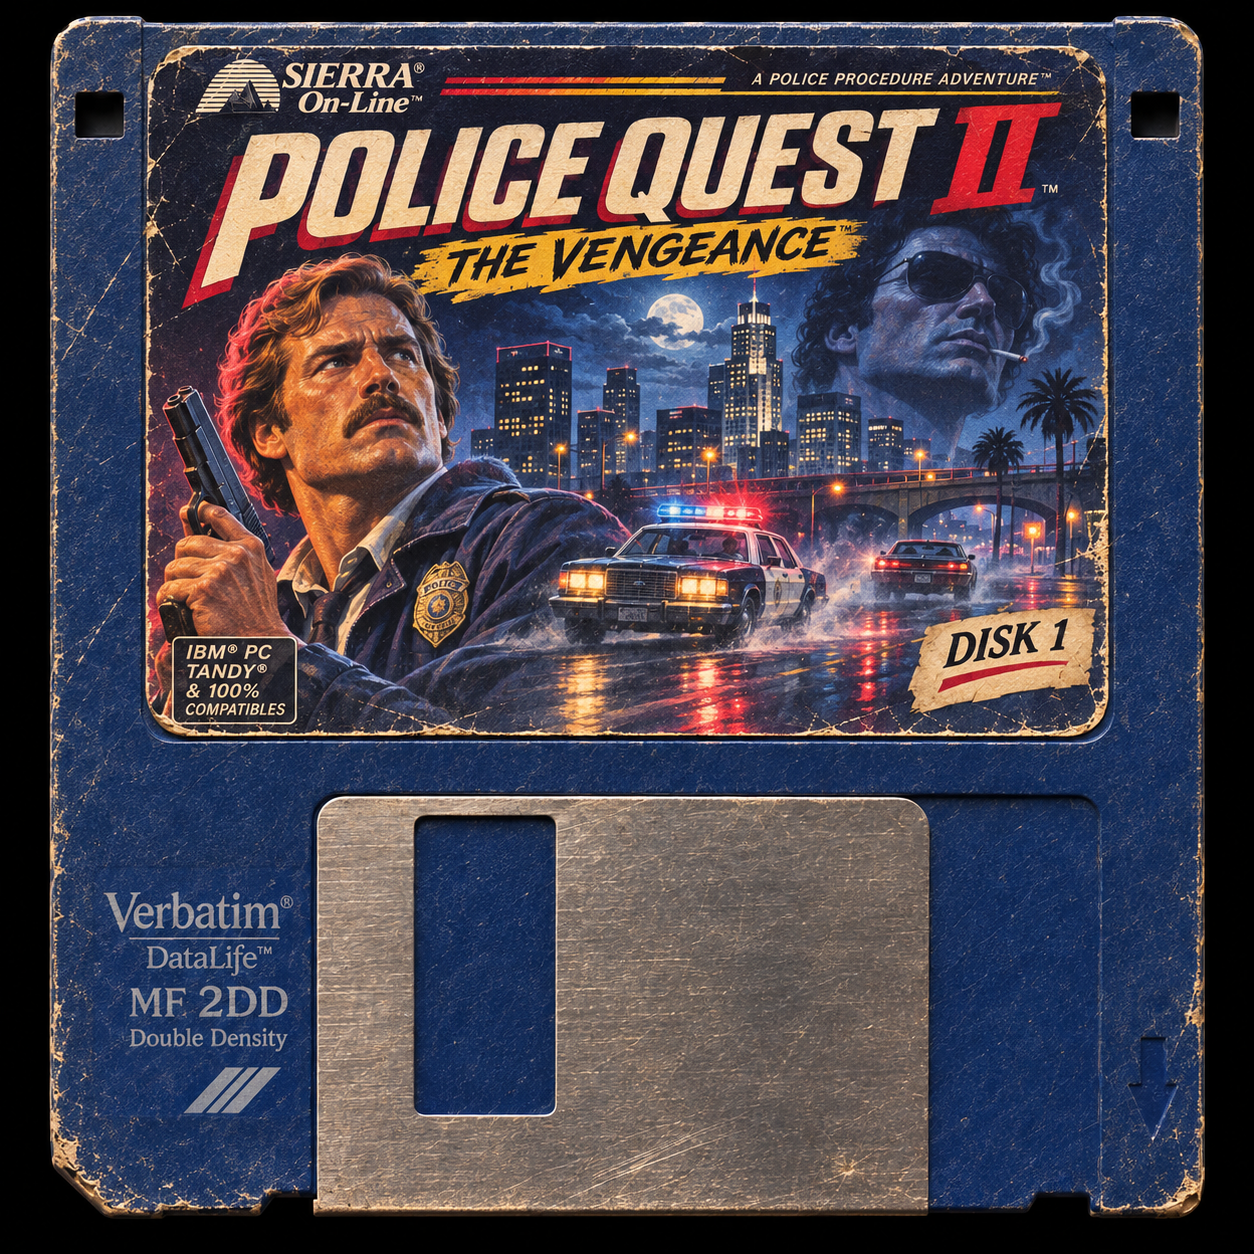 SIERRA®
On-Line™
A POLICE PROCEDURE ADVENTURE™
POLICE QUEST II™
THE VENGEANCE™
POLICE
IBM® PC
TANDY®
& 100%
COMPATIBLES
DISK 1
Verbatim®
DataLife™
MF 2DD
Double Density